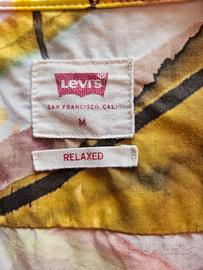 Levi's
SAN FRANCISCO, CAL.
M
RELAXED